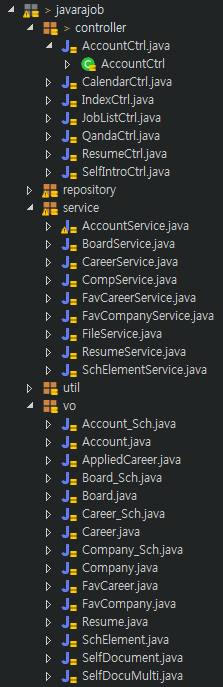 > javarajob
> controller
AccountCtrl.java
AccountCtrl
CalendarCtrl.java
IndexCtrl.java
JobListCtrl.java
QandaCtrl.java
ResumeCtrl.java
SelfIntroCtrl.java
repository
service
AccountService.java
BoardService.java
CareerService.java
CompService.java
FavCareerService.java
FavCompanyService.java
FileService.java
ResumeService.java
SchElementService.java
util
vo
Account_Sch.java
Account.java
AppliedCareer.java
Board_Sch.java
Board.java
Career_Sch.java
Career.java
Company_Sch.java
Company.java
FavCareer.java
FavCompany.java
Resume.java
SchElement.java
SelfDocument.java
SelfDocuMulti.java